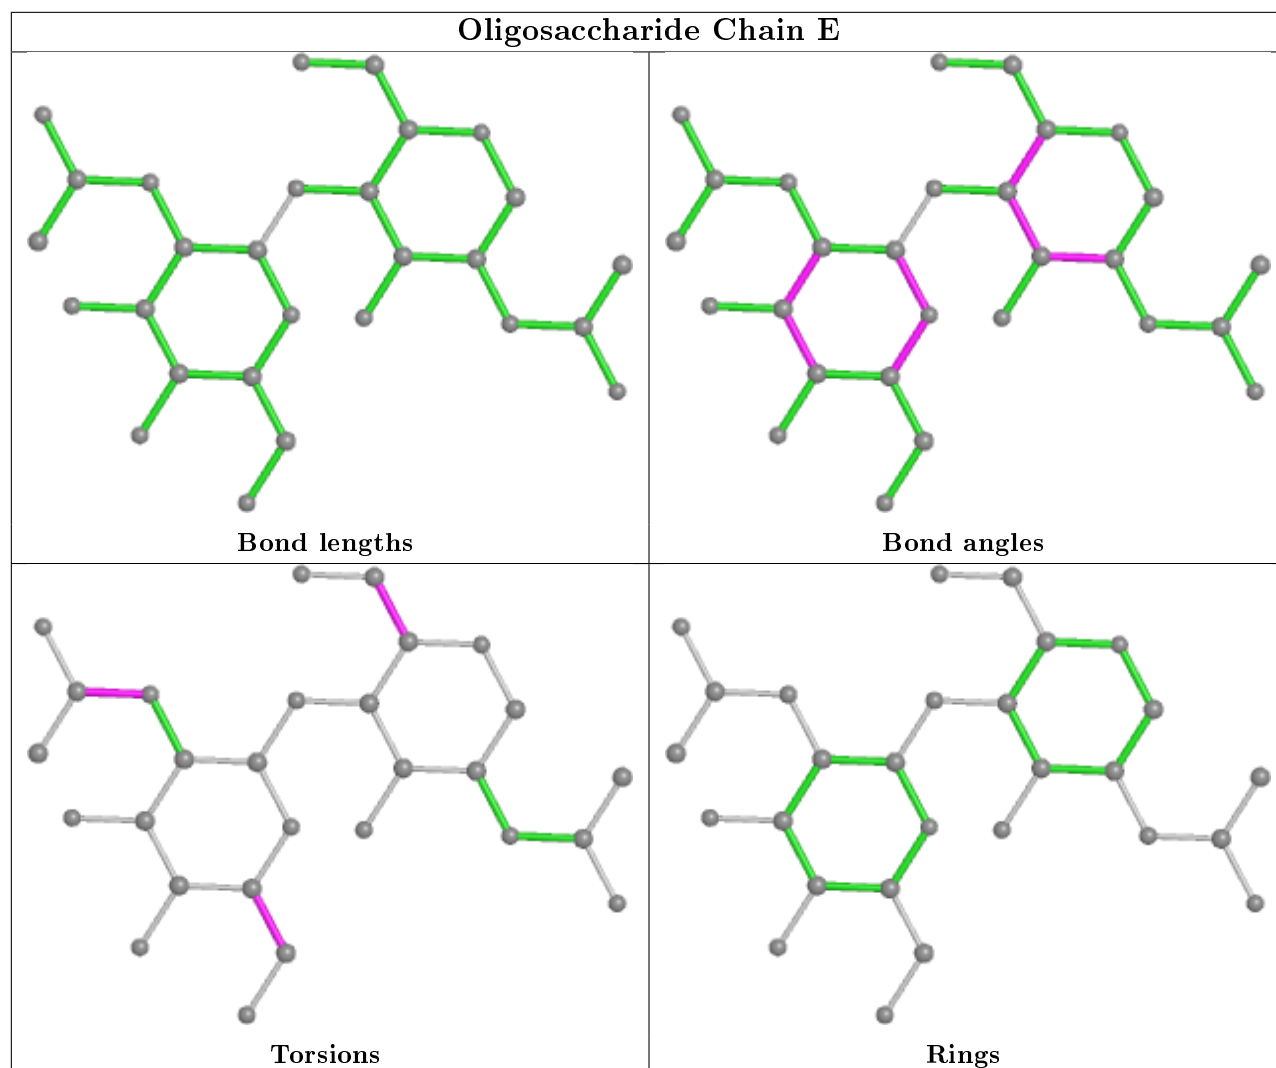 Oligosaccharide Chain E
Bond lengths
Bond angles
Torsions
Rings